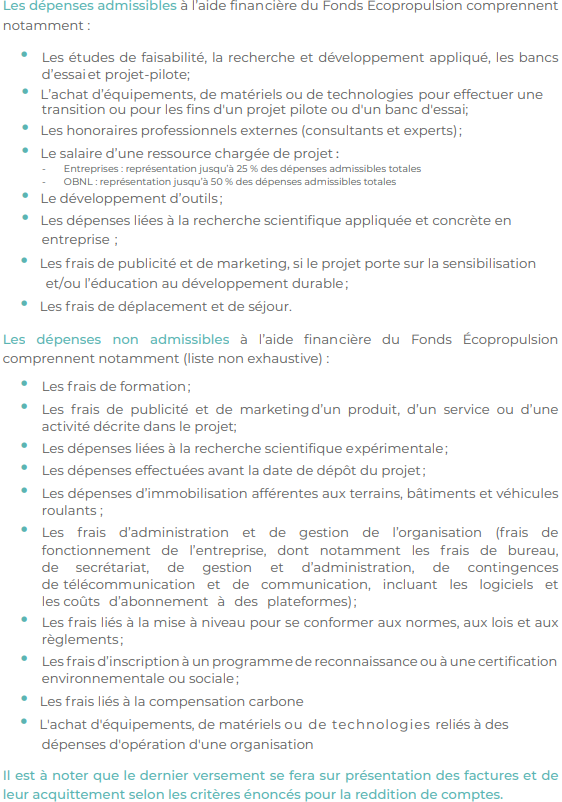 Les dépenses admissibles à l'aide financière du Fonds Écopropulsion comprennent
notamment :
• Les études de faisabilité, la recherche et développement appliqué, les bancs
d'essai et projet-pilote;
• L'achat d'équipements, de matériels ou de technologies pour effectuer une
transition ou pour les fins d'un projet pilote ou d'un banc d'essai;
• Les honoraires professionnels externes (consultants et experts);
• Le salaire d'une ressource chargée de projet :
- Entreprises : représentation jusqu'à 25 % des dépenses admissibles totales
- OBNL : représentation jusqu'à 50 % des dépenses admissibles totales
• Le développement d'outils;
• Les dépenses liées à la recherche scientifique appliquée et concrète en
entreprise ;
• Les frais de publicité et de marketing, si le projet porte sur la sensibilisation
et/ou l'éducation au développement durable;
• Les frais de déplacement et de séjour.
Les dépenses non admissibles à l'aide financière du Fonds Écopropulsion
comprennent notamment (liste non exhaustive) :
• Les frais de formation;
• Les frais de publicité et de marketing d'un produit, d'un service ou d'une
activité décrite dans le projet;
• Les dépenses liées à la recherche scientifique expérimentale;
• Les dépenses effectuées avant la date de dépôt du projet;
• Les dépenses d'immobilisation afférentes aux terrains, bâtiments et véhicules
roulants ;
• Les frais d'administration et de gestion de l'organisation (frais de
fonctionnement de l'entreprise, dont notamment les frais de bureau,
de secrétariat, de gestion et d'administration, de contingences
de télécommunication et de communication, incluant les logiciels et
les coûts d'abonnement à des plateformes);
• Les frais liés à la mise à niveau pour se conformer aux normes, aux lois et aux
règlements;
• Les frais d'inscription à un programme de reconnaissance ou à une certification
environnementale ou sociale;
• Les frais liés à la compensation carbone
• L'achat d'équipements, de matériels ou de technologies reliés à des
dépenses d'opération d'une organisation
Il est à noter que le dernier versement se fera sur présentation des factures et de
leur acquittement selon les critères énoncés pour la reddition de comptes.